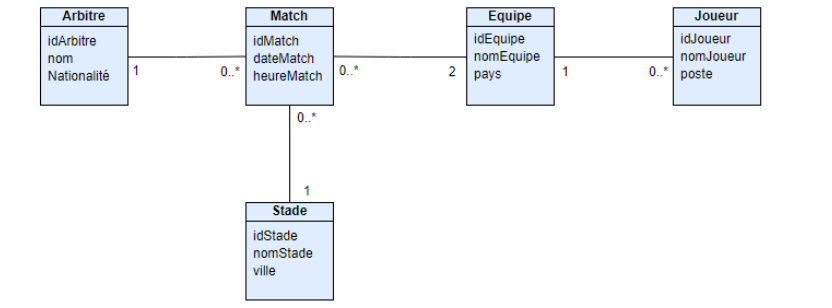 Arbitre
idArbitre
nom
Nationalité
1
0..*
Match
idMatch
dateMatch
heureMatch
0..*
2
Equipe
idEquipe
nomEquipe
pays
1
0..*
Joueur
idJoueur
nomJoueur
poste
0..*
1
Stade
idStade
nomStade
ville